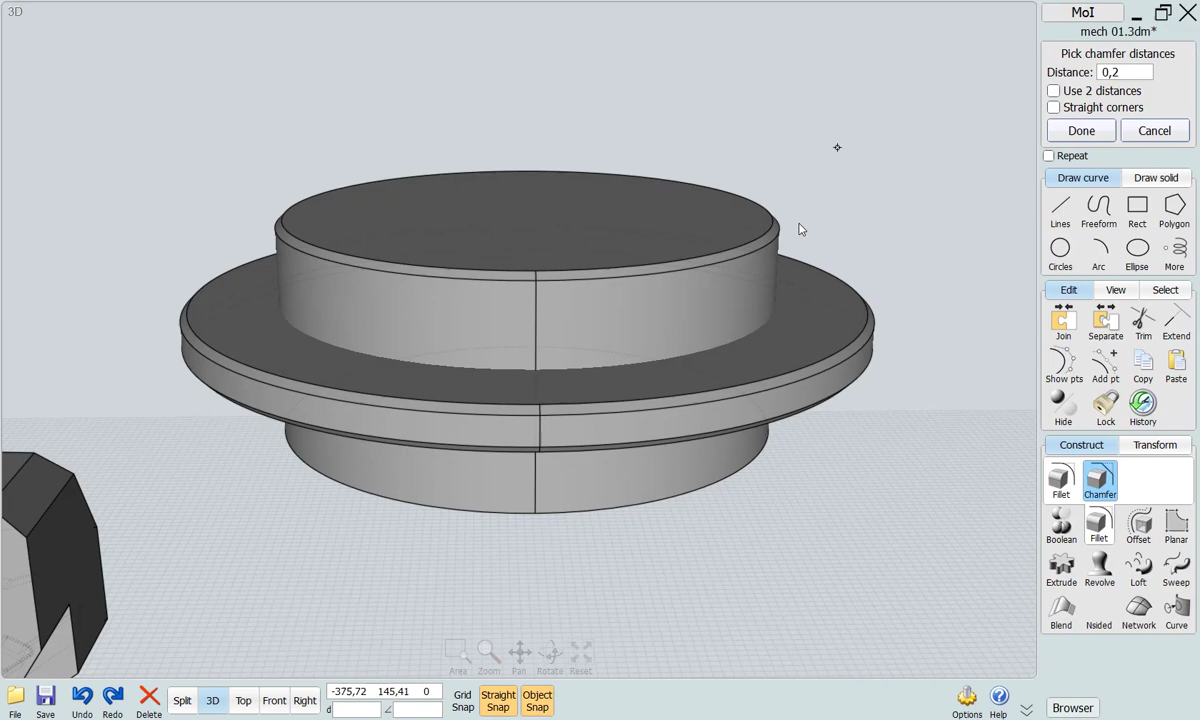 3D
MoI
mech 01.3dm*
Pick chamfer distances
Distance: 0,2
Use 2 distances
Straight corners
Done Cancel
Repeat
Draw curve Draw solid
Lines Freeform Rect Polygon
Circles Arc Ellipse More
Edit View Select
Join Separate Trim Extend
Show pts Add pt Copy Paste
Hide Lock History
Construct Transform
Fillet Chamfer
Boolean Fillet Offset Planar
Extrude Revolve Loft Sweep
Blend Nsided Network Curve
Area Zoom Pan Rotate Reset
File Save Undo Redo Delete Split 3D Top Front Right
-375,72 145,41 0
d ∠
Grid Snap Straight Snap Object Snap
Options Help Browser